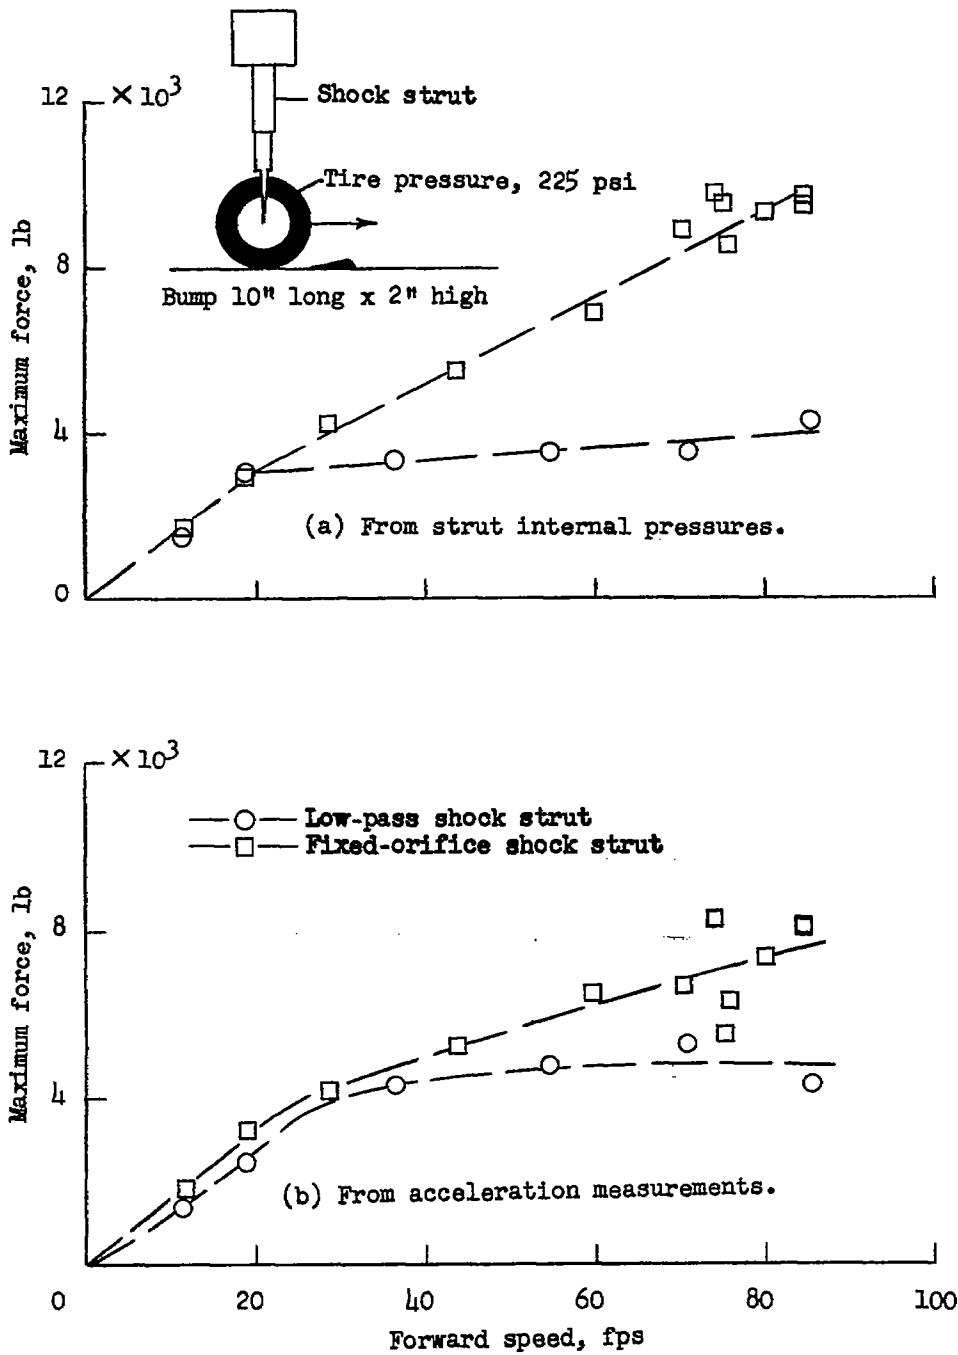 12 × 10³
Shock strut
Tire pressure, 225 psi
8
Bump 10" long x 2" high
Maximum force, lb
4
(a) From strut internal pressures.
0
12 × 10³
Low-pass shock strut
Fixed-orifice shock strut
8
Maximum force, lb
4
(b) From acceleration measurements.
0 20 40 60 80 100
Forward speed, fps